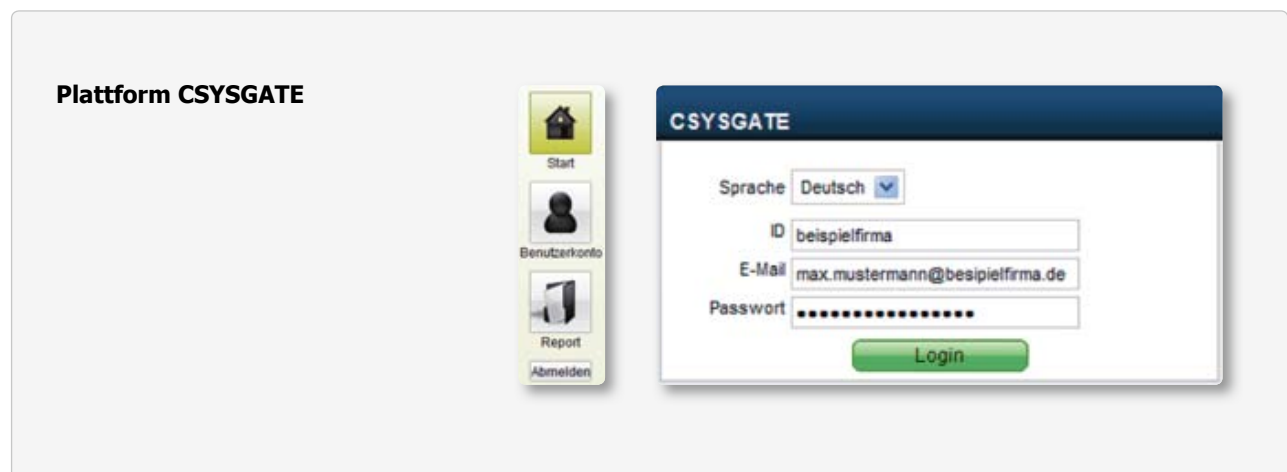 Plattform CSYSGATE
Start
Benutzerkonto
Report
Abmelden
CSYSGATE
Sprache Deutsch
ID beispielfirma
E-Mail max.mustermann@besipielfirma.de
Passwort ••••••••••••••••
Login